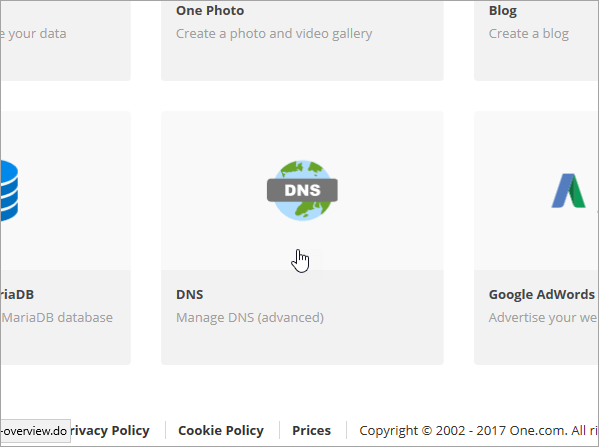 One Photo
Blog
e your data
Create a photo and video gallery
Create a blog
DNS
riaDB
DNS
Google AdWords
MariaDB database
Manage DNS (advanced)
Advertise your we
-overview.do
rivacy Policy
Cookie Policy
Prices
Copyright © 2002 - 2017 One.com. All ri